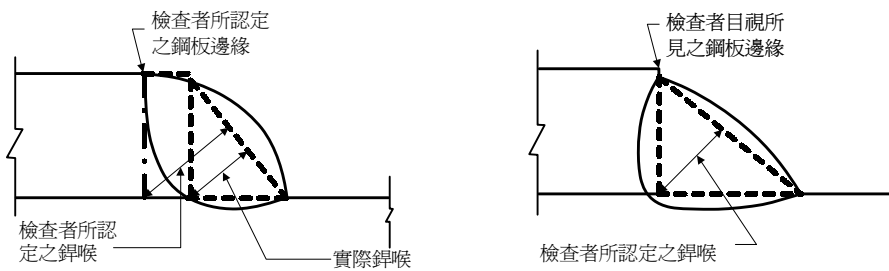 檢查者所認定
之鋼板邊緣
檢查者所認
定之銲喉
實際銲喉
檢查者目視所
見之鋼板邊緣
檢查者所認定之銲喉